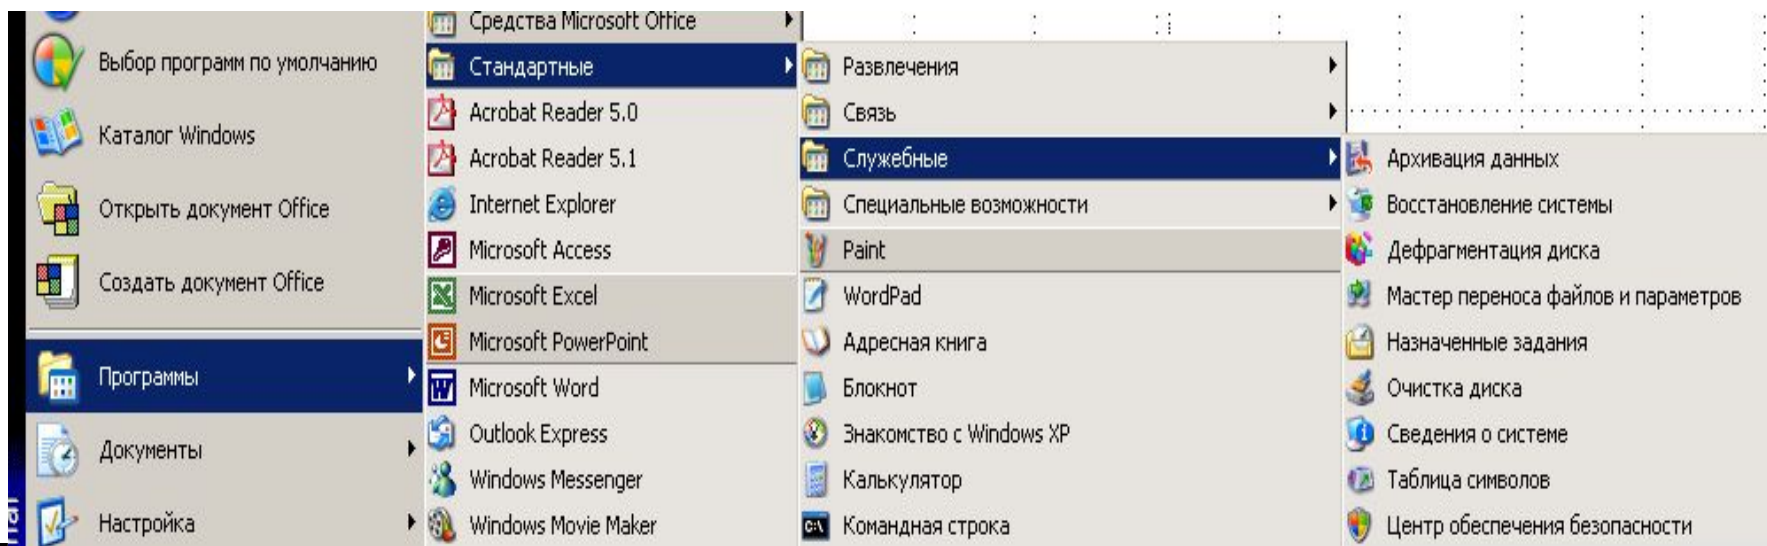 Выбор программ по умолчанию
Каталог Windows
Открыть документ Office
Создать документ Office
Программы
Документы
Настройка
Средства Microsoft Office
Стандартные
Acrobat Reader 5.0
Acrobat Reader 5.1
Internet Explorer
Microsoft Access
Microsoft Excel
Microsoft PowerPoint
Microsoft Word
Outlook Express
Windows Messenger
Windows Movie Maker
Развлечения
Связь
Служебные
Специальные возможности
Paint
WordPad
Адресная книга
Блокнот
Знакомство с Windows XP
Калькулятор
Командная строка
Архивация данных
Восстановление системы
Дефрагментация диска
Мастер переноса файлов и параметров
Назначенные задания
Очистка диска
Сведения о системе
Таблица символов
Центр обеспечения безопасности